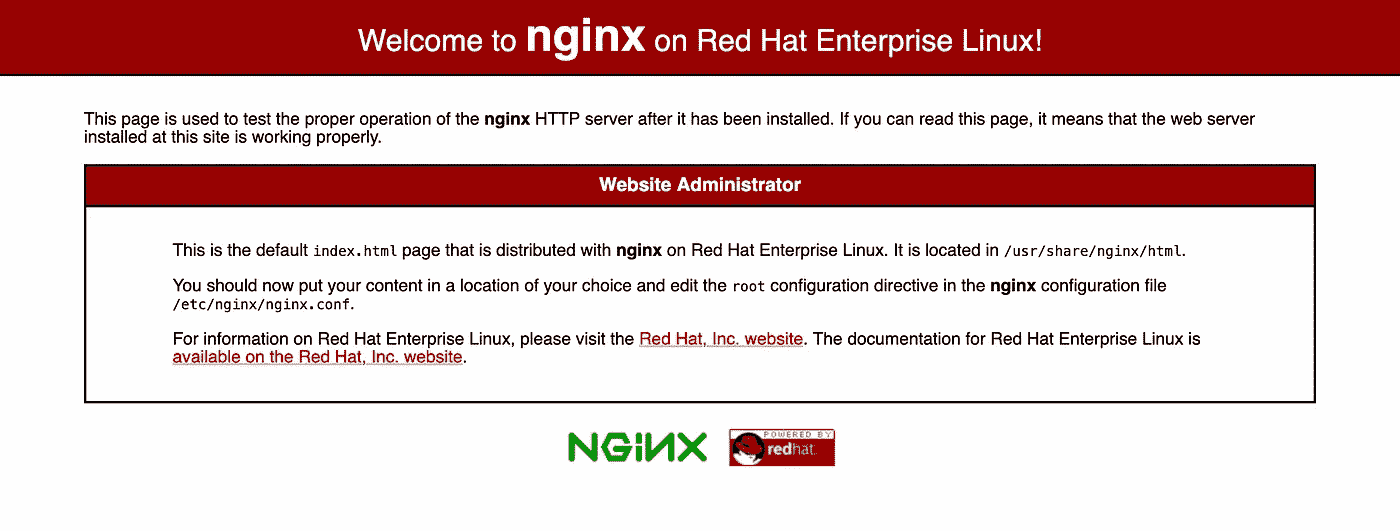 Welcome to nginx on Red Hat Enterprise Linux!
This page is used to test the proper operation of the nginx HTTP server after it has been installed. If you can read this page, it means that the web server
installed at this site is working properly.
Website Administrator
This is the default index.html page that is distributed with nginx on Red Hat Enterprise Linux. It is located in /usr/share/nginx/html.
You should now put your content in a location of your choice and edit the root configuration directive in the nginx configuration file
/etc/nginx/nginx.conf.
For information on Red Hat Enterprise Linux, please visit the Red Hat, Inc. website. The documentation for Red Hat Enterprise Linux is
available on the Red Hat, Inc. website.
NGINX
POWERED BY
redhat.